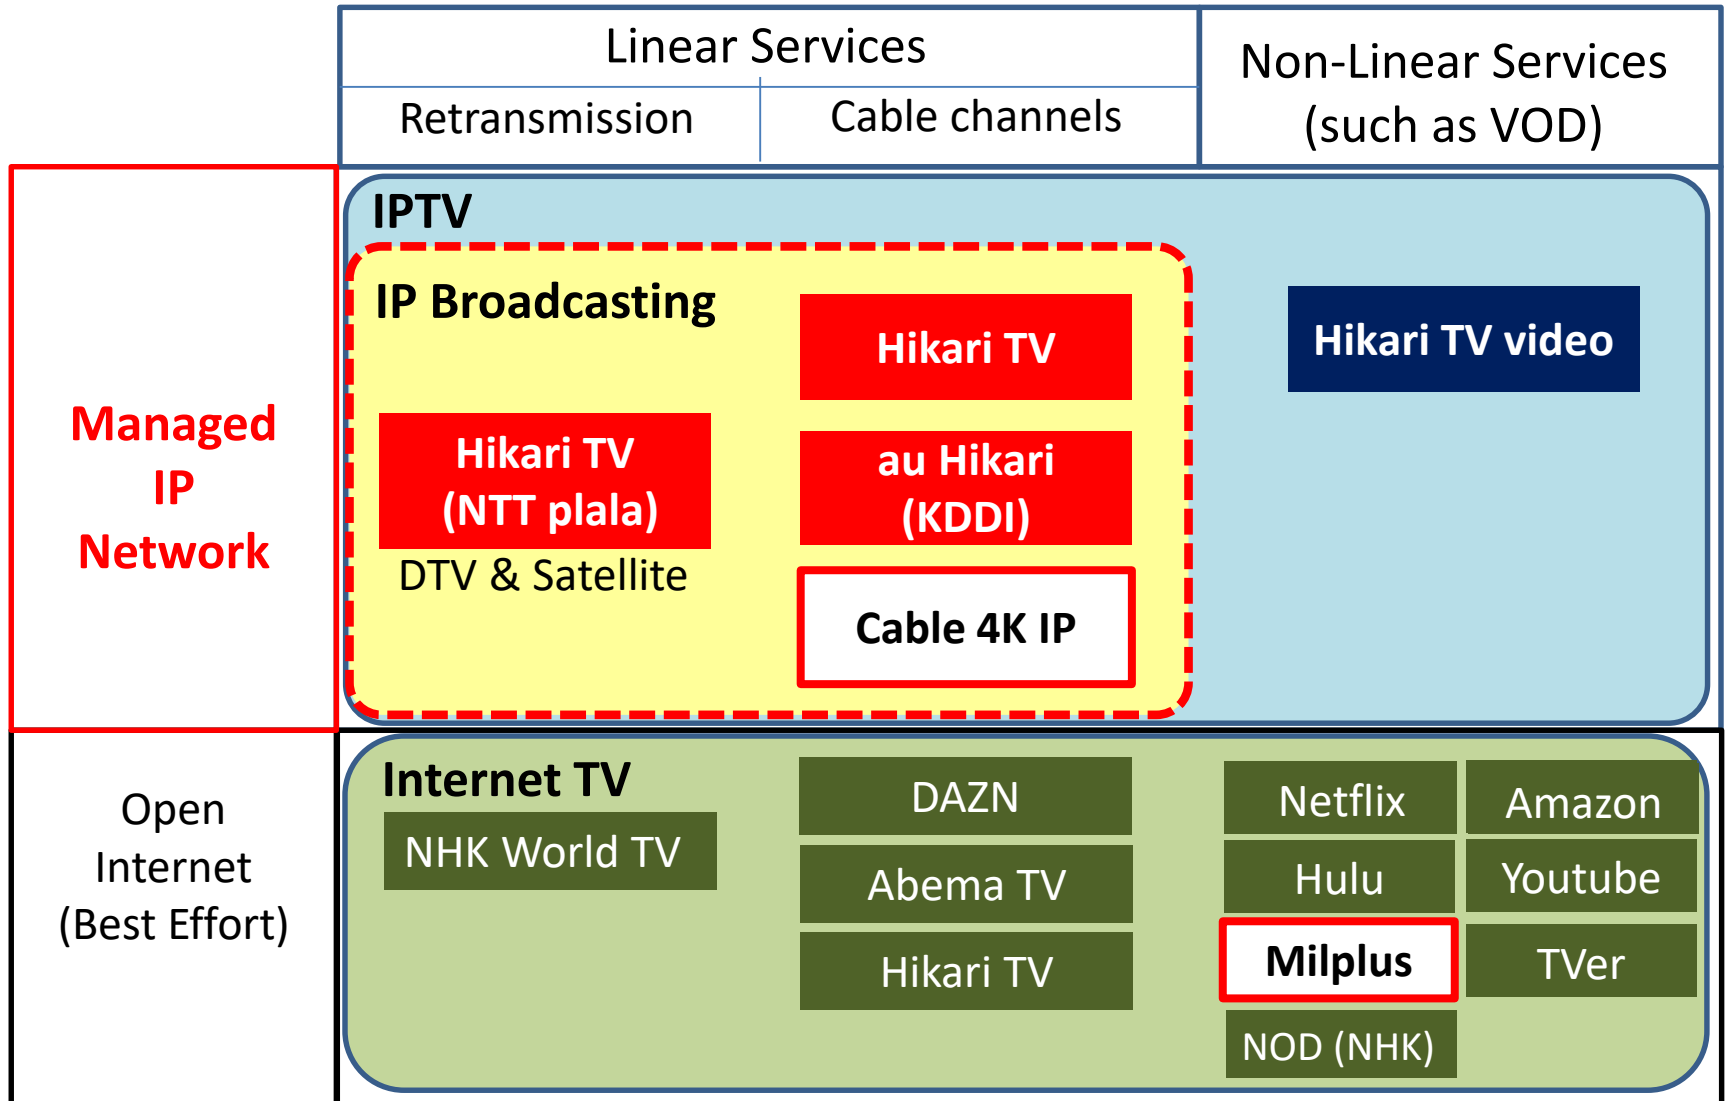 Linear Services
Non-Linear Services
(such as VOD)
Retransmission
Cable channels
Managed
IP
Network
IPTV
IP Broadcasting
Hikari TV
(NTT plala)
DTV & Satellite
Hikari TV
au Hikari
(KDDI)
Cable 4K IP
Hikari TV video
Open
Internet
(Best Effort)
Internet TV
NHK World TV
DAZN
Abema TV
Hikari TV
Netflix
Amazon
Hulu
Youtube
Milplus
TVer
NOD (NHK)